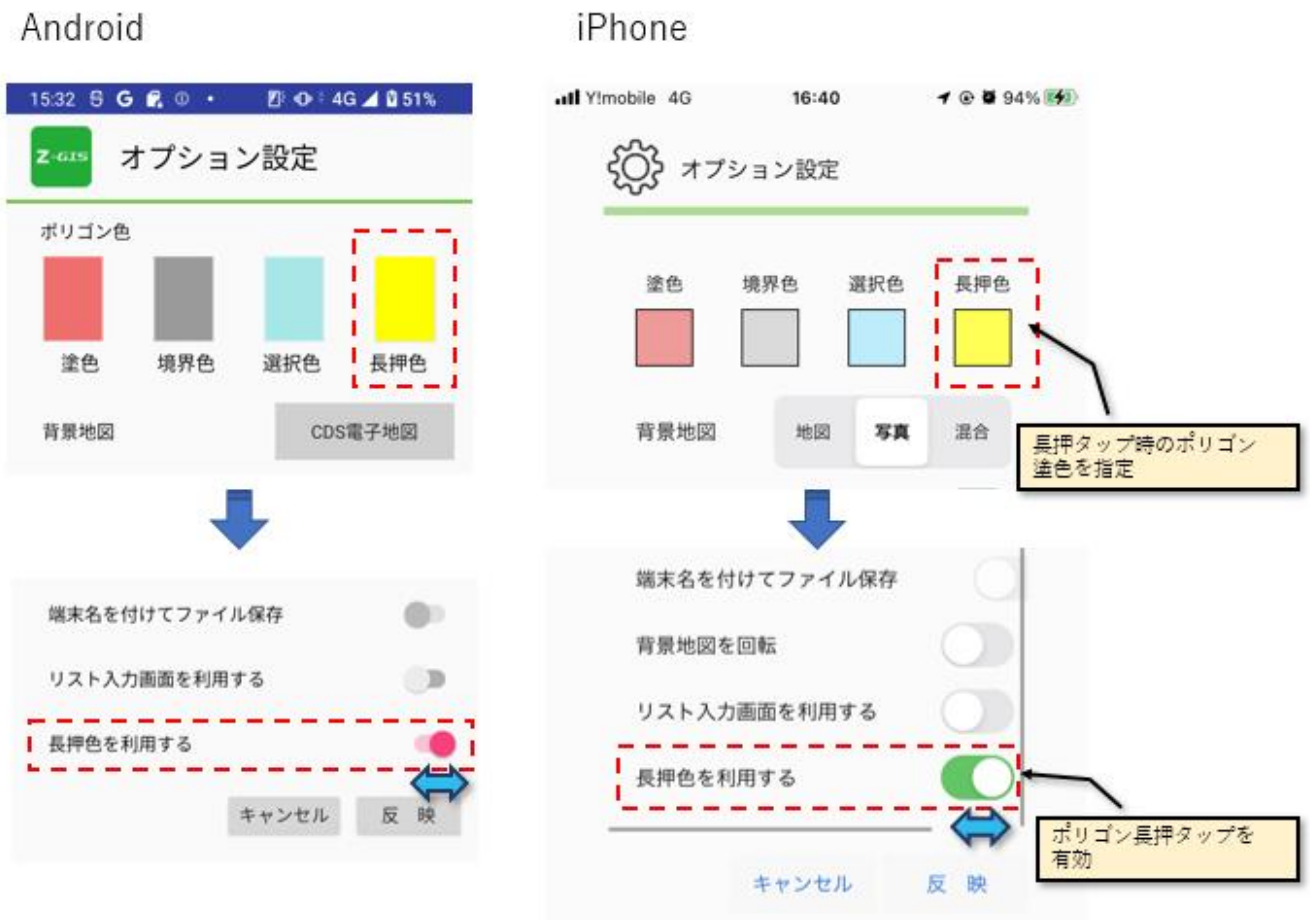 Android
iPhone
15:32 G 4G 51%
Z-GIS オプション設定
ポリゴン色
塗色 境界色 選択色 長押色
背景地図 CDS電子地図
端末名を付けてファイル保存
リスト入力画面を利用する
長押色を利用する
キャンセル 反 映
Y!mobile 4G 16:40 94%
オプション設定
塗色 境界色 選択色 長押色
背景地図 地図 写真 混合
長押タップ時のポリゴン
塗色を指定
端末名を付けてファイル保存
背景地図を回転
リスト入力画面を利用する
長押色を利用する
ポリゴン長押タップを
有効
キャンセル 反 映